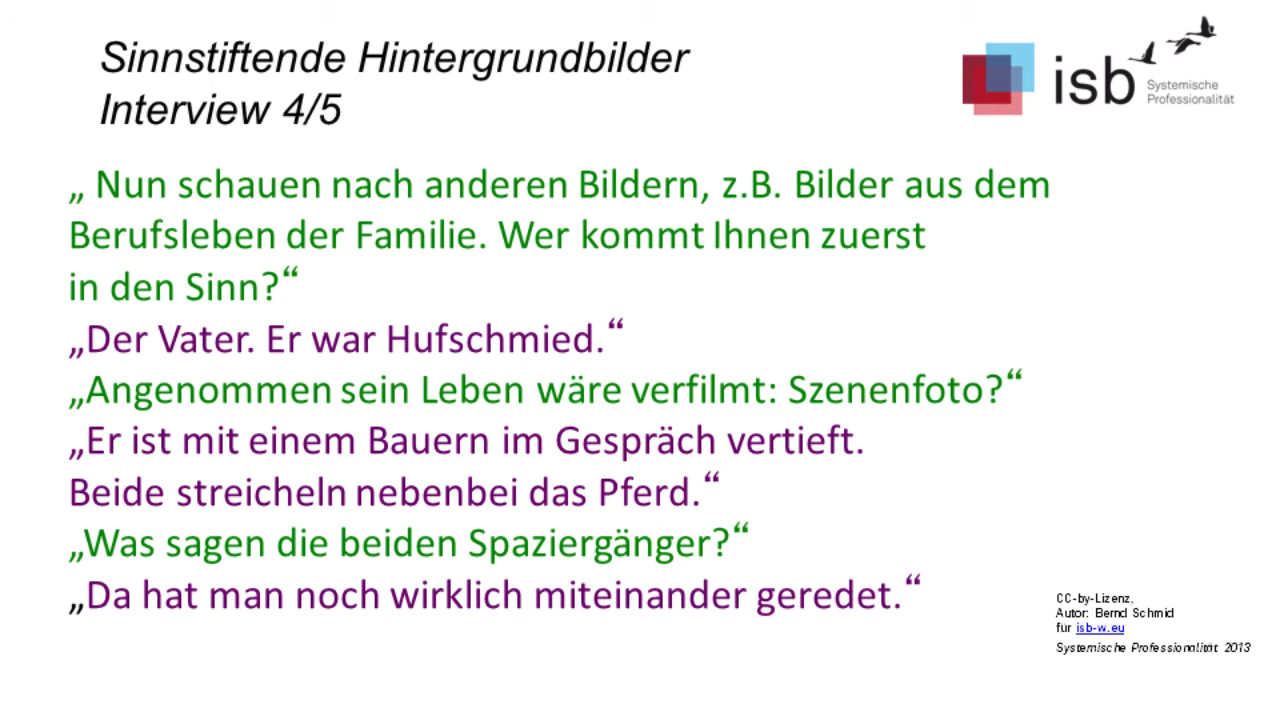 Sinnstiftende Hintergrundbilder
Interview 4/5
isb
Systemische
Professionalität
„ Nun schauen nach anderen Bildern, z.B. Bilder aus dem
Berufsleben der Familie. Wer kommt Ihnen zuerst
in den Sinn?“
„Der Vater. Er war Hufschmied.“
„Angenommen sein Leben wäre verfilmt: Szenenfoto?“
„Er ist mit einem Bauern im Gespräch vertieft.
Beide streicheln nebenbei das Pferd.“
„Was sagen die beiden Spaziergänger?“
„Da hat man noch wirklich miteinander geredet.“
CC-by-Lizenz,
Autor: Bernd Schmid
für isb-w.eu
Systemische Professionalität 2013